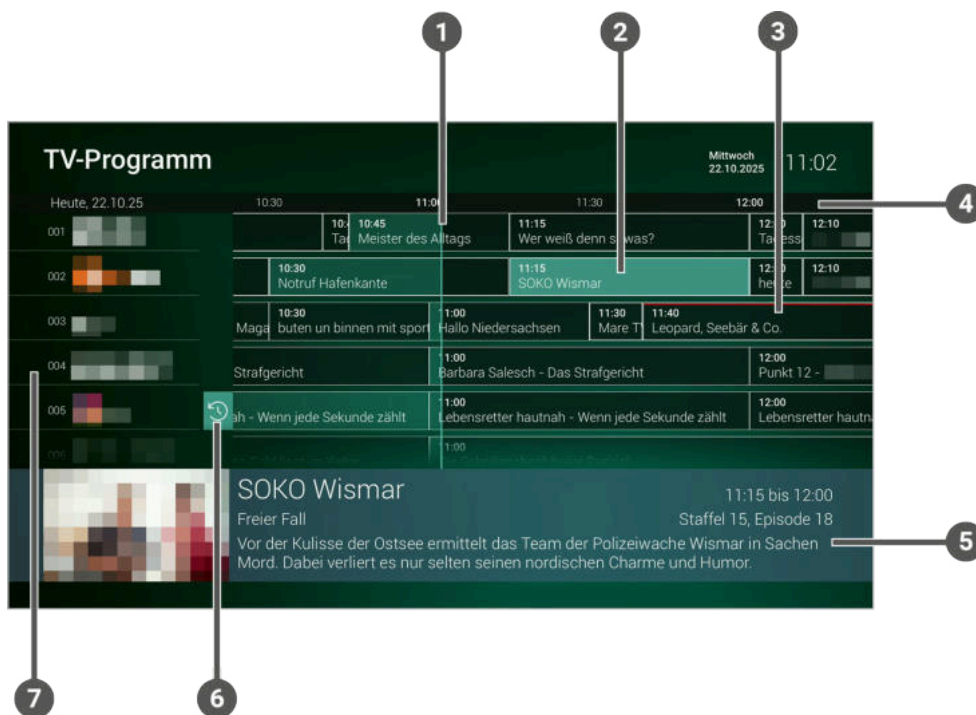 1
2
3
TV-Programm
Mittwoch
22.10.2025
11:02
4
Heute, 22.10.25
10:30
11:00
11:30
12:00
001
10:45
Meister des Alltags
11:15
Wer weiß denn sowas?
12:10
002
10:30
Notruf Hafenkante
11:15
SOKO Wismar
heute
12:10
003
Maga
10:30
buten un binnen mit sport
11:00
Hallo Niedersachsen
11:30
Mare T
11:40
Leopard, Seebär & Co.
004
Strafgericht
11:00
Barbara Salesch - Das Strafgericht
12:00
Punkt 12 -
005
ah - Wenn jede Sekunde zählt
11:00
Lebensretter hautnah - Wenn jede Sekunde zählt
12:00
Lebensretter hautn
006
11:00
SOKO Wismar
11:15 bis 12:00
Freier Fall
Staffel 15, Episode 18
Vor der Kulisse der Ostsee ermittelt das Team der Polizeiwache Wismar in Sachen
Mord. Dabei verliert es nur selten seinen nordischen Charme und Humor.
5
7
6